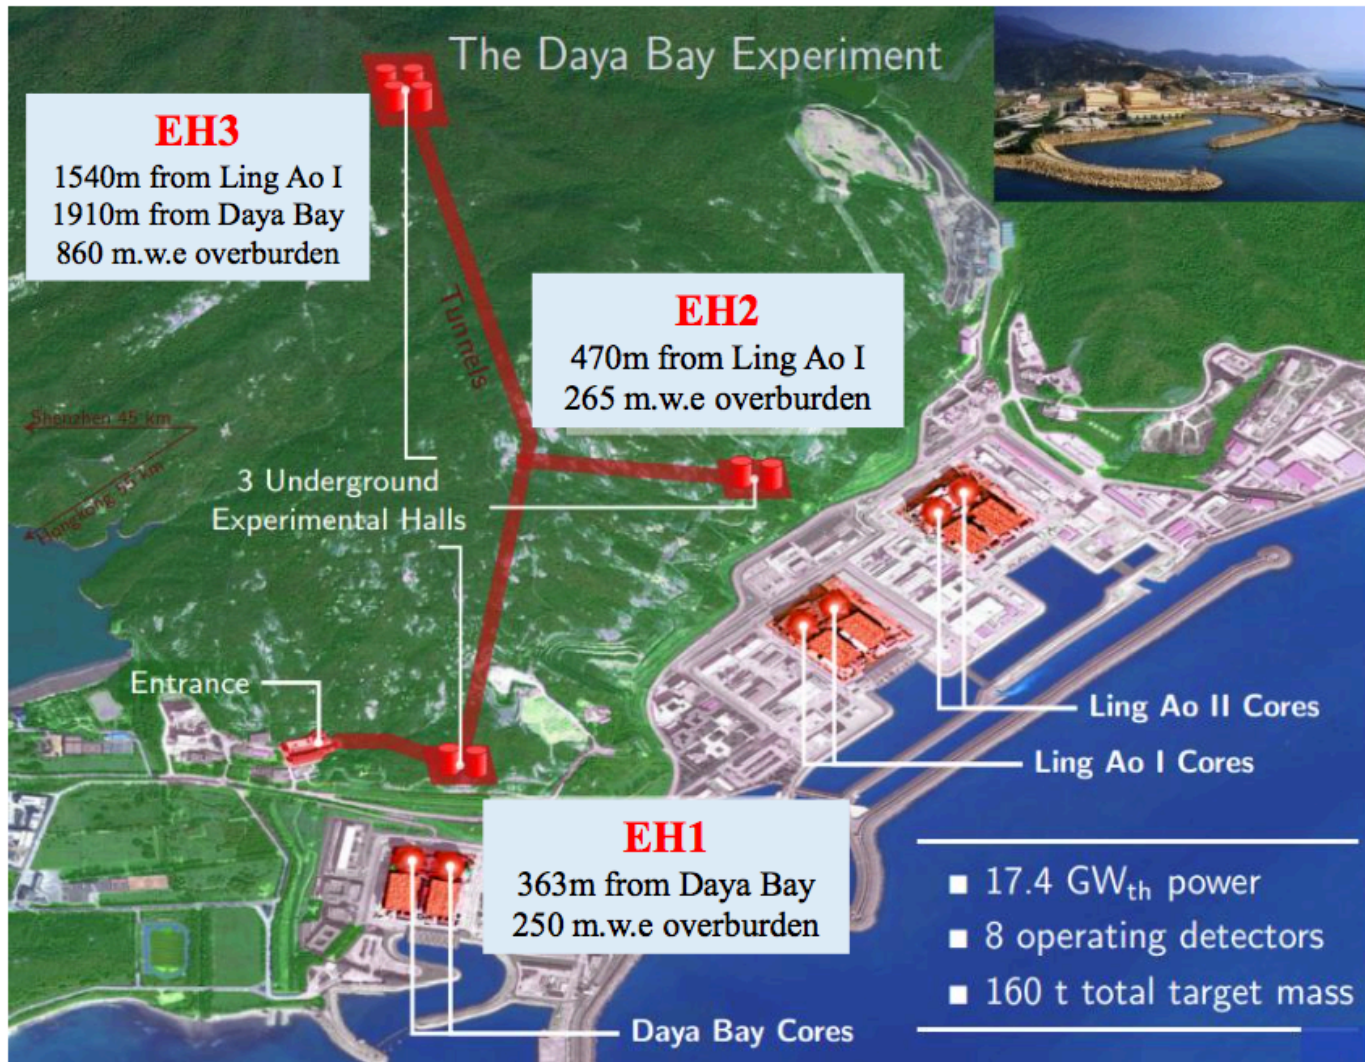 The Daya Bay Experiment
EH3
1540m from Ling Ao I
1910m from Daya Bay
860 m.w.e overburden
Tunnels
EH2
470m from Ling Ao I
265 m.w.e overburden
Shenzhen 45 km
Hongkong 55 km
3 Underground
Experimental Halls
Entrance
Ling Ao II Cores
Ling Ao I Cores
EH1
363m from Daya Bay
250 m.w.e overburden
■ 17.4 GWth power
■ 8 operating detectors
■ 160 t total target mass
Daya Bay Cores